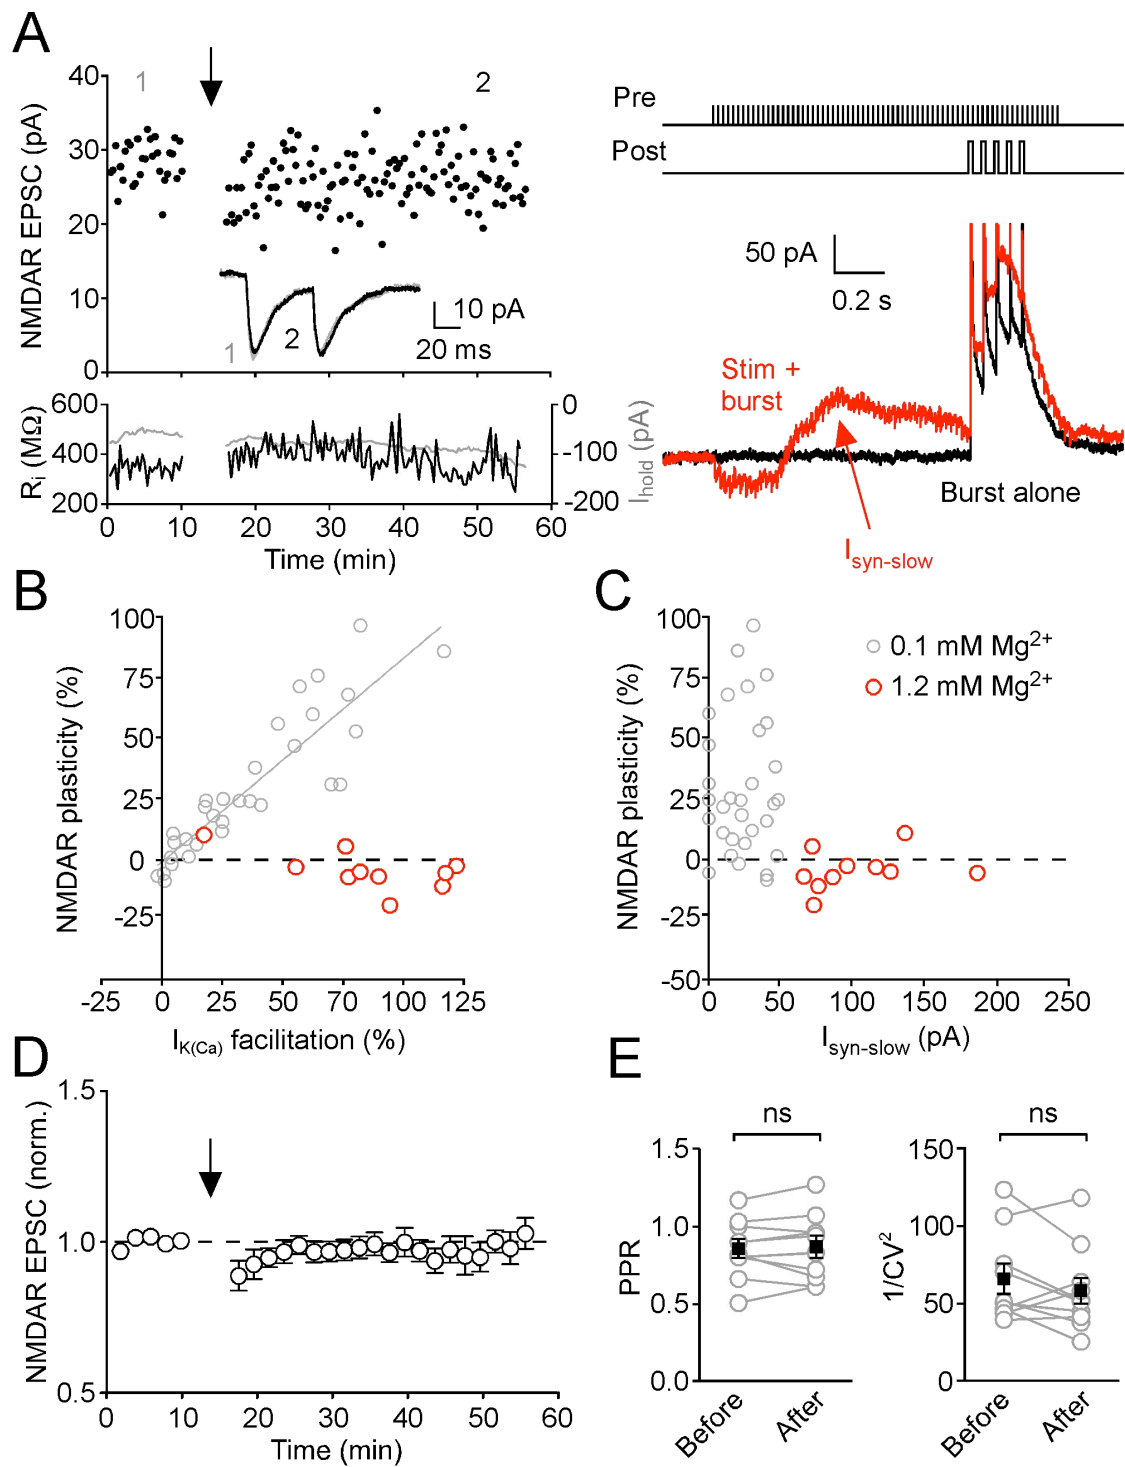 A
NMDAR EPSC (pA)
40
30
20
10
0
1
2
1
2
10 pA
20 ms
Ri (MΩ)
600
400
200
0
-100
-200
Ihold (pA)
0 10 20 30 40 50 60
Time (min)
Pre
Post
50 pA
0.2 s
Stim +
burst
Burst alone
Isyn-slow
B
NMDAR plasticity (%)
100
75
50
25
0
-25
-25 0 25 50 75 100 125
IK(Ca) facilitation (%)
C
NMDAR plasticity (%)
100
75
50
25
0
-25
-50
0 50 100 150 200 250
Isyn-slow (pA)
0.1 mM Mg2+
1.2 mM Mg2+
D
NMDAR EPSC (norm.)
1.5
1.0
0.5
0 10 20 30 40 50 60
Time (min)
E
PPR
1.5
1.0
0.5
0.0
ns
Before After
1/CV2
150
100
50
0
ns
Before After